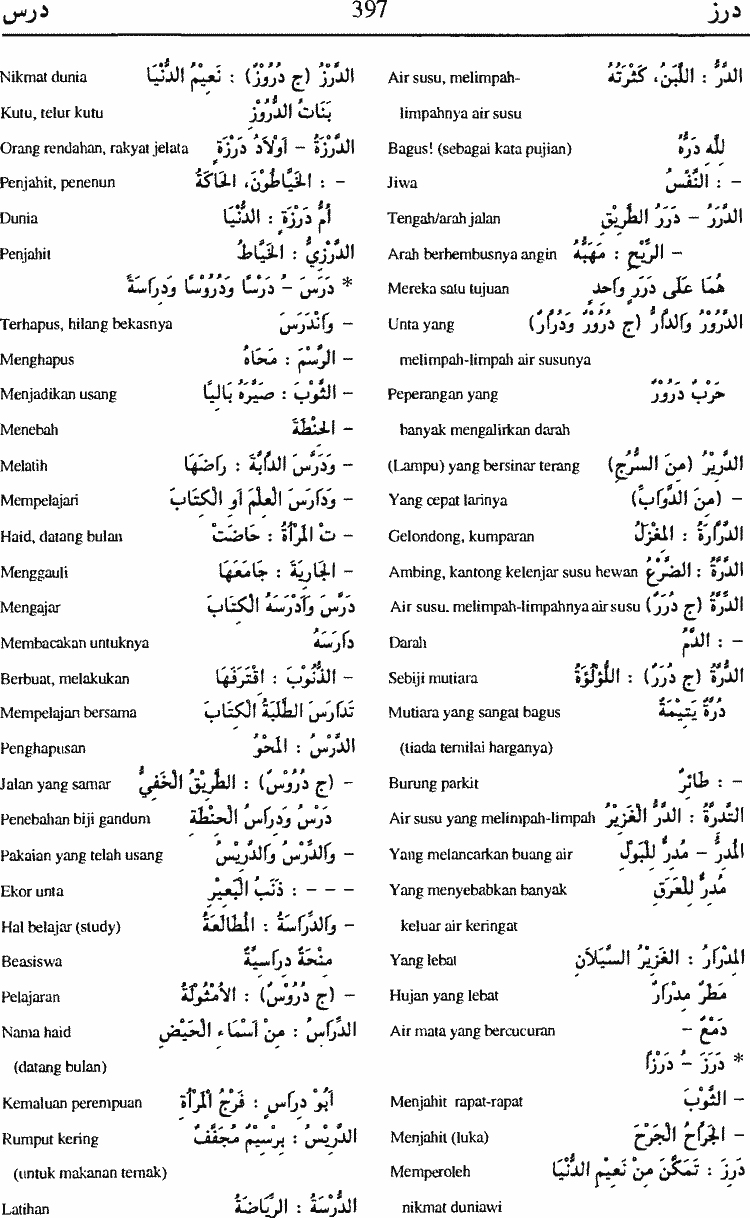 درز 397 درس
Air susu, melimpah- الدَّرُّ : اللَّبَنُ، كَثْرَتُهُ
limpahnya air susu
Bagus! (sebagai kata pujian) لِلَّهِ دَرُّهُ
Jiwa – : النَّفْسُ
Tengah/arah jalan الدَّرَرُ – دَرَرُ الطَّرِيْقِ
Arah berhembusnya angin – الرِّيْحِ : مَهَبُّهُ
Mereka satu tujuan هُمَا عَلَى دَرَرٍ وَاحِدٍ
Unta yang الدَّرُوْرُ وَالدَّارُّ (ج دُرُوْرٌ وَدُرَّارٌ)
melimpah-limpah air susunya
Peperangan yang حَرْبٌ دَرُوْرٌ
banyak mengalirkan darah
(Lampu) yang bersinar terang الدَّرِيْرُ (مِنَ السُّرُجِ)
Yang cepat larinya – (مِنَ الدَّوَابِّ)
Gelondong, kumparan الدَّرَّارَةُ : المِغْزَلُ
Ambing, kantong kelenjar susu hewan الدَّرَّةُ : الضَّرْعُ
Air susu. melimpah-limpahnya air susu الدِّرَّةُ (ج دِرَرٌ)
Darah – : الدَّمُ
Sebiji mutiara الدُّرَّةُ (ج دُرَرٌ) : اللُّؤْلُؤَةُ
Mutiara yang sangat bagus دُرَّةٌ يَتِيْمَةٌ
(tiada ternilai harganya)
Burung parkit – : طَائِرٌ
Air susu yang melimpah-limpah التَّدِرَّةُ : الدَّرُّ الْغَزِيْرُ
Yang melancarkan buang air المُدِرُّ – مُدِرٌّ لِلْبَوْلِ
Yang menyebabkan banyak مُدِرٌّ لِلْعَرَقِ
keluar air keringat
Yang lebat المِدْرَارُ : الغَزِيْرُ السَّيَلاَنِ
Hujan yang lebat مَطَرٌ مِدْرَارٌ
Air mata yang bercucuran دَمْعٌ –
* دَرَزَ – دَرْزًا
Menjahit rapat-rapat – الثَّوْبَ
Menjahit (luka) – الجَرَّاحُ الجُرْحَ
Memperoleh دَرِزَ : تَمَكَّنَ مِنْ نَعِيْمِ الدُّنْيَا
nikmat duniawi
Nikmat dunia الدَّرْزُ (ج دُرُوْزٌ) : نَعِيْمُ الدُّنْيَا
Kutu, telur kutu بَنَاتُ الدُّرُوْزِ
Orang rendahan, rakyat jelata الدَّرْزَةُ – أَوْلاَدُ دَرْزَةٍ
Penjahit, penenun – : الخَيَّاطُوْنَ، الحَاكَةُ
Dunia أُمُّ دَرْزَةٍ : الدُّنْيَا
Penjahit الدَّرْزِيُّ : الخَيَّاطُ
* دَرَسَ – دَرْسًا وَدُرُوْسًا وَدِرَاسَةً
Terhapus, hilang bekasnya – وَانْدَرَسَ
Menghapus – الرَّسْمَ : مَحَاهُ
Menjadikan usang – الثَّوْبَ : صَيَّرَهُ بَالِيًا
Menebah – الحِنْطَةَ
Melatih – وَدَرَّسَ الدَّابَّةَ : رَاضَهَا
Mempelajari – وَدَارَسَ الْعِلْمَ أَوِ الْكِتَابَ
Haid, datang bulan – تْ المَرْأَةُ : حَاضَتْ
Menggauli – الجَارِيَةَ : جَامَعَهَا
Mengajar دَرَّسَ وَأَدْرَسَهُ الْكِتَابَ
Membacakan untuknya دَارَسَهُ
Berbuat, melakukan – الذُّنُوْبَ : اقْتَرَفَهَا
Mempelajari bersama تَدَارَسَ الطَّلَبَةُ الْكِتَابَ
Penghapusan الدَّرْسُ : المَحْوُ
Jalan yang samar – (ج دُرُوْسٌ) : الطَّرِيْقُ الْخَفِيُّ
Penebahan biji gandum دَرْسُ وَدِرَاسُ الْحِنْطَةِ
Pakaian yang telah usang – وَالدِّرْسُ وَالدَّرِيْسُ
Ekor unta – – – : ذَنَبُ الْبَعِيْرِ
Hal belajar (study) – وَالدِّرَاسَةُ : المُطَالَعَةُ
Beasiswa مِنْحَةٌ دِرَاسِيَّةٌ
Pelajaran – (ج دُرُوْسٌ) : الأُمْثُوْلَةُ
Nama haid الدِّرَاسُ : مِنْ أَسْمَاءِ الْحَيْضِ
(datang bulan)
Kemaluan perempuan أَبُوْ دِرَاسٍ : فَرْجُ الْمَرْأَةِ
Rumput kering الدَّرِيْسُ : بِرْسِيْمٌ مُجَفَّفٌ
(untuk makanan ternak)
Latihan الدُّرْسَةُ : الرِّيَاضَةُ